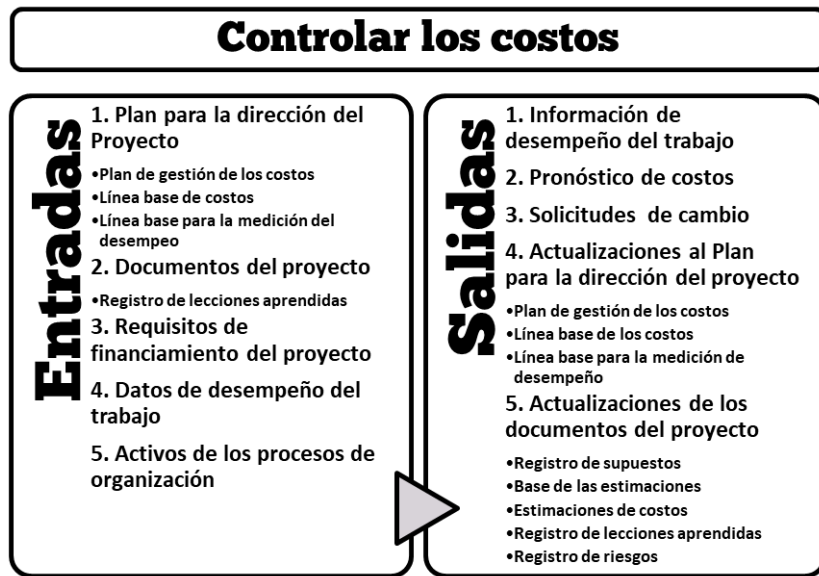 Controlar los costos
Entradas
1. Plan para la dirección del
Proyecto
•Plan de gestión de los costos
•Línea base de costos
•Línea base para la medición del
desempeo
2. Documentos del proyecto
•Registro de lecciones aprendidas
3. Requisitos de
financiamiento del proyecto
4. Datos de desempeño del
trabajo
5. Activos de los procesos de
organización
Salidas
1. Información de
desempeño del trabajo
2. Pronóstico de costos
3. Solicitudes de cambio
4. Actualizaciones al Plan
para la dirección del proyecto
•Plan de gestión de los costos
•Línea base de los costos
•Línea base para la medición de
desempeño
5. Actualizaciones de los
documentos del proyecto
•Registro de supuestos
•Base de las estimaciones
•Estimaciones de costos
•Registro de lecciones aprendidas
•Registro de riesgos